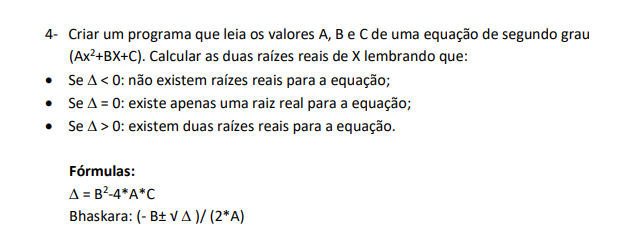 4- Criar um programa que leia os valores A, B e C de uma equação de segundo grau
(Ax²+BX+C). Calcular as duas raízes reais de X lembrando que:
• Se Δ < 0: não existem raízes reais para a equação;
• Se Δ = 0: existe apenas uma raiz real para a equação;
• Se Δ > 0: existem duas raízes reais para a equação.
Fórmulas:
Δ = B²-4*A*C
Bhaskara: (- B± √ Δ )/ (2*A)